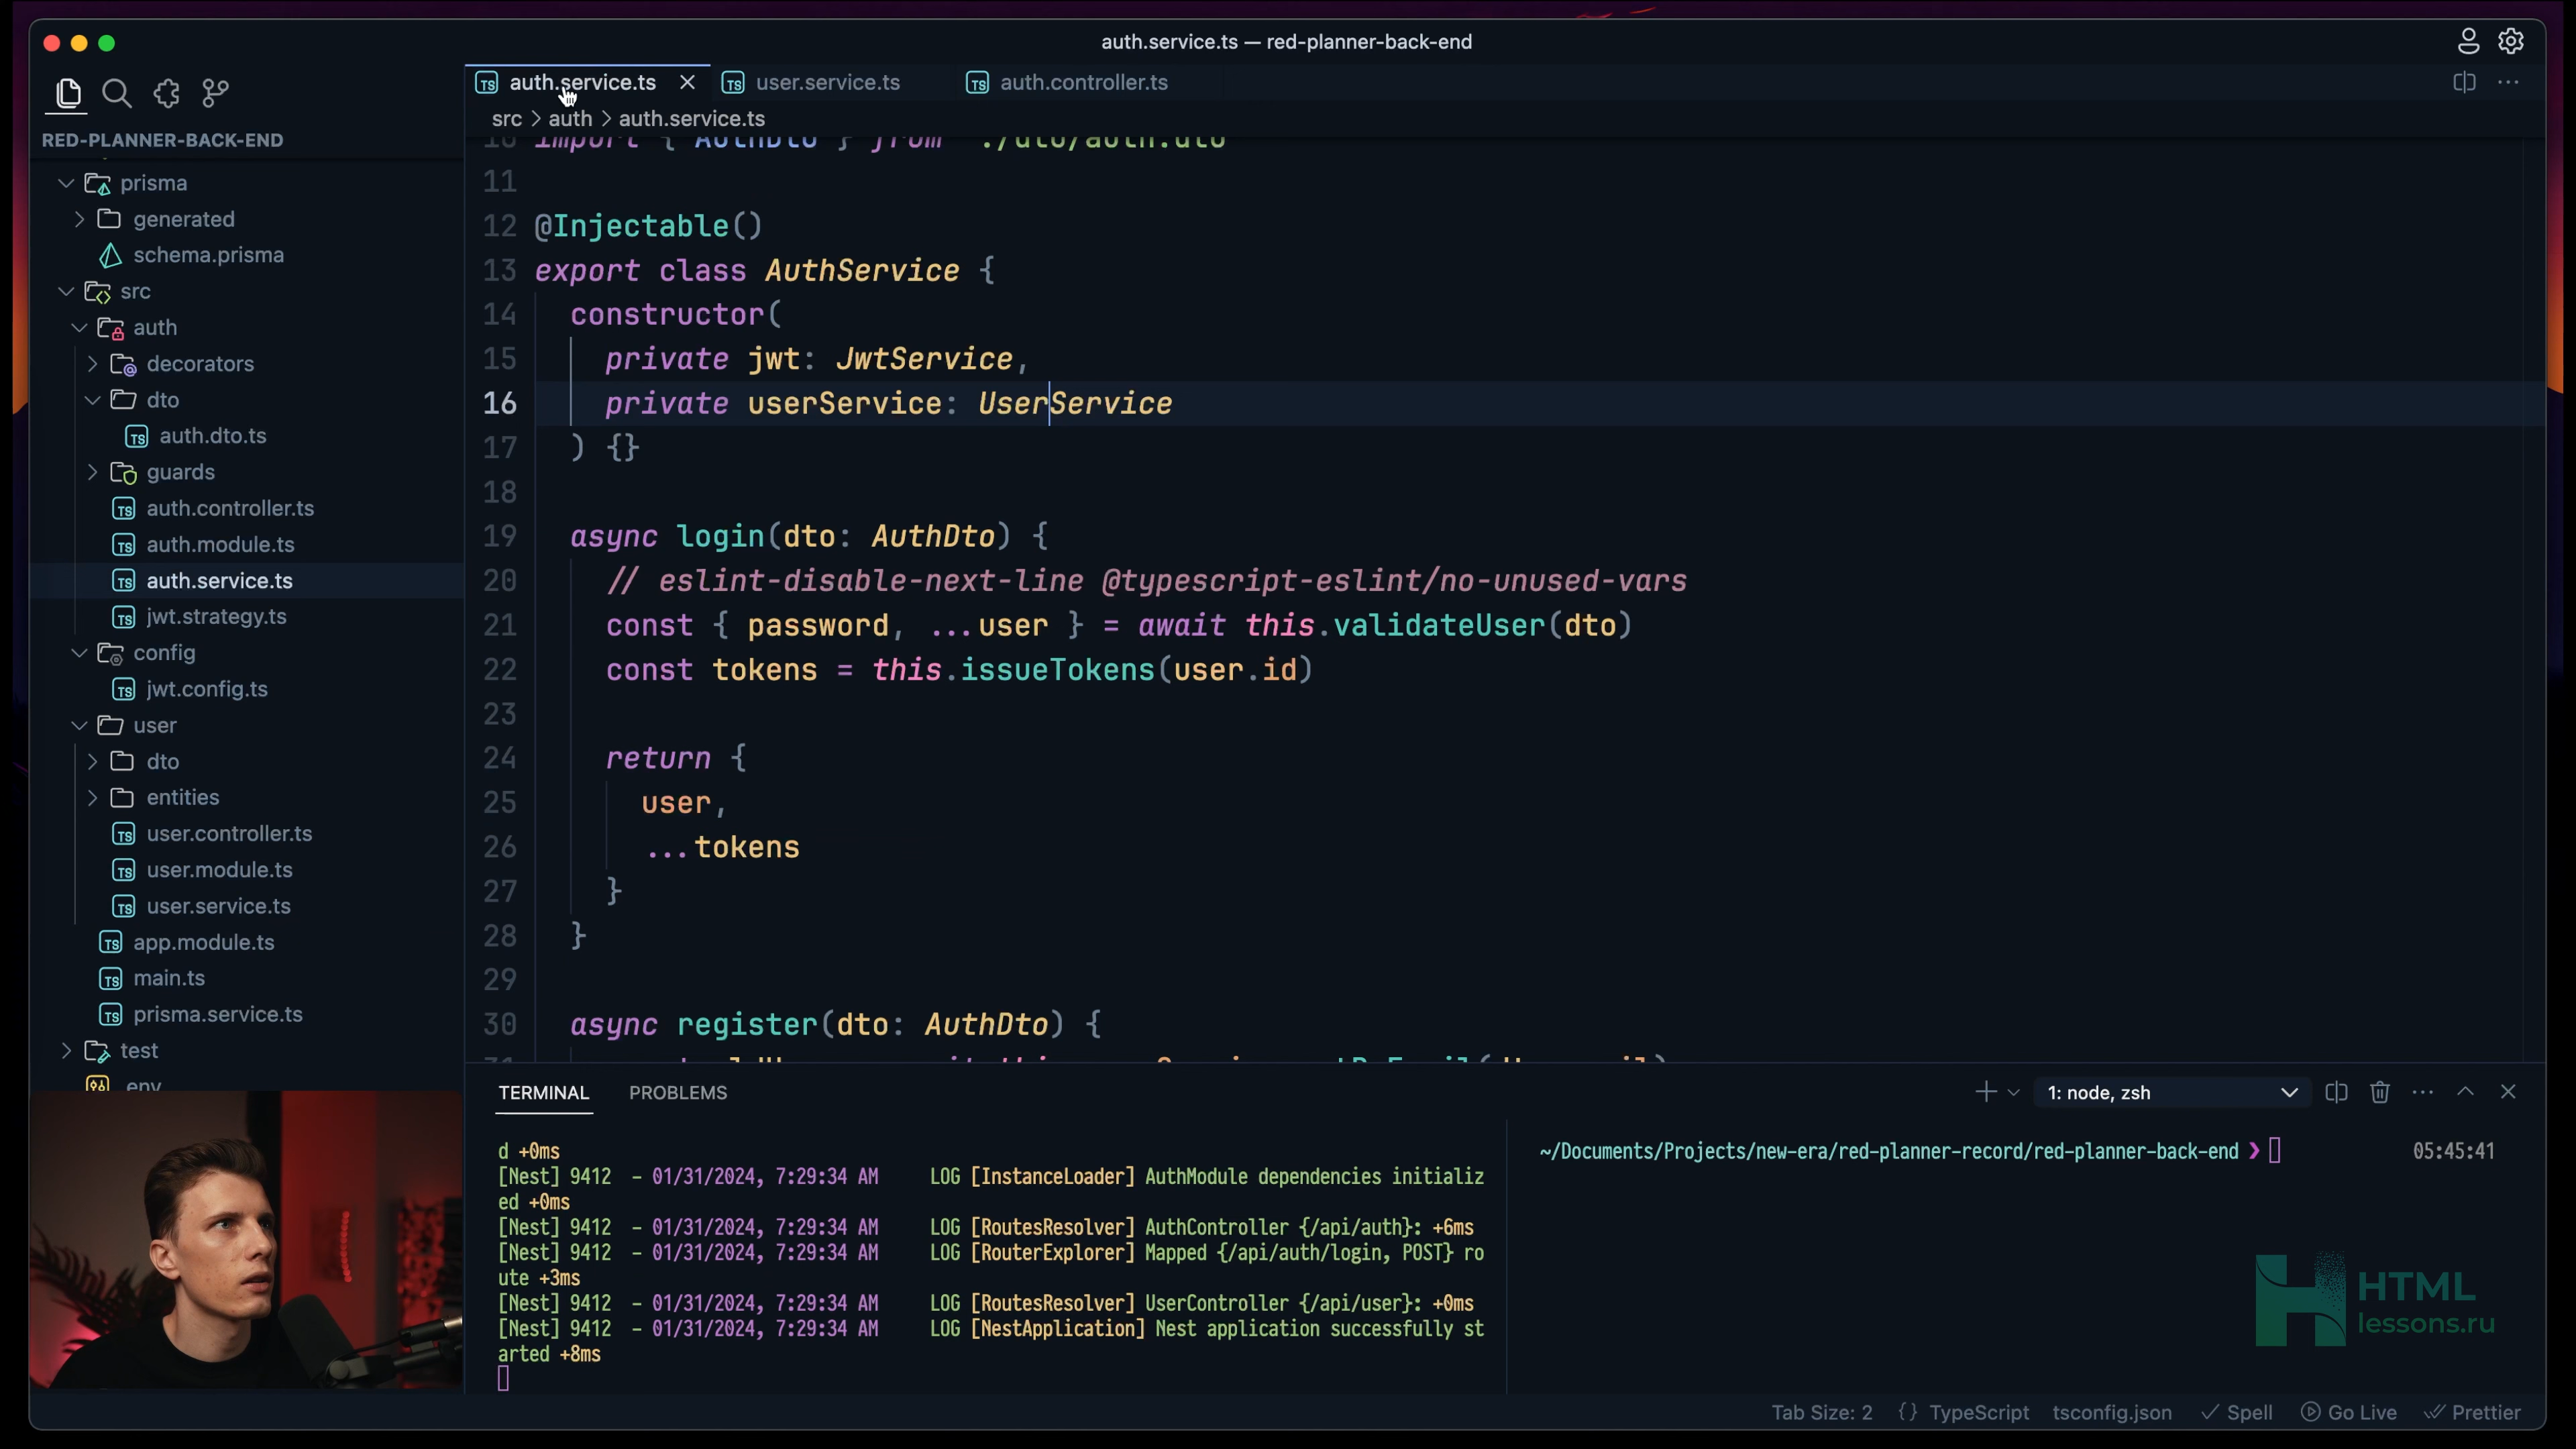 auth.service.ts — red-planner-back-end
auth.service.ts
user.service.ts
auth.controller.ts
src > auth > auth.service.ts
RED-PLANNER-BACK-END
prisma
generated
schema.prisma
src
auth
decorators
dto
auth.dto.ts
guards
auth.controller.ts
auth.module.ts
auth.service.ts
jwt.strategy.ts
config
jwt.config.ts
user
dto
entities
user.controller.ts
user.module.ts
user.service.ts
app.module.ts
main.ts
prisma.service.ts
test
.env
10 import { AuthDto } from './dto/auth.dto'
11
12 @Injectable()
13 export class AuthService {
14 constructor(
15 private jwt: JwtService,
16 private userService: UserService
17 ) {}
18
19 async login(dto: AuthDto) {
20 // eslint-disable-next-line @typescript-eslint/no-unused-vars
21 const { password, ...user } = await this.validateUser(dto)
22 const tokens = this.issueTokens(user.id)
23
24 return {
25 user,
26 ...tokens
27 }
28 }
29
30 async register(dto: AuthDto) {
TERMINAL
PROBLEMS
1: node, zsh
d +0ms
[Nest] 9412 - 01/31/2024, 7:29:34 AM LOG [InstanceLoader] AuthModule dependencies initializ
ed +0ms
[Nest] 9412 - 01/31/2024, 7:29:34 AM LOG [RoutesResolver] AuthController {/api/auth}: +6ms
[Nest] 9412 - 01/31/2024, 7:29:34 AM LOG [RouterExplorer] Mapped {/api/auth/login, POST} ro
ute +3ms
[Nest] 9412 - 01/31/2024, 7:29:34 AM LOG [RoutesResolver] UserController {/api/user}: +0ms
[Nest] 9412 - 01/31/2024, 7:29:34 AM LOG [NestApplication] Nest application successfully st
arted +8ms
~/Documents/Projects/new-era/red-planner-record/red-planner-back-end ❯
05:45:41
HTML
lessons.ru
Tab Size: 2
{} TypeScript
tsconfig.json
Spell
Go Live
Prettier